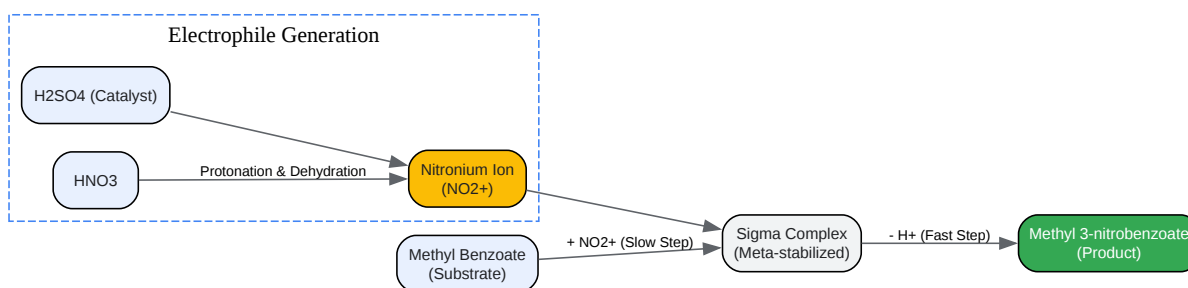 Electrophile Generation
H2SO4 (Catalyst)
HNO3
Protonation & Dehydration
Nitronium Ion
(NO2+)
Methyl Benzoate
(Substrate)
+ NO2+ (Slow Step)
Sigma Complex
(Meta-stabilized)
- H+ (Fast Step)
Methyl 3-nitrobenzoate
(Product)